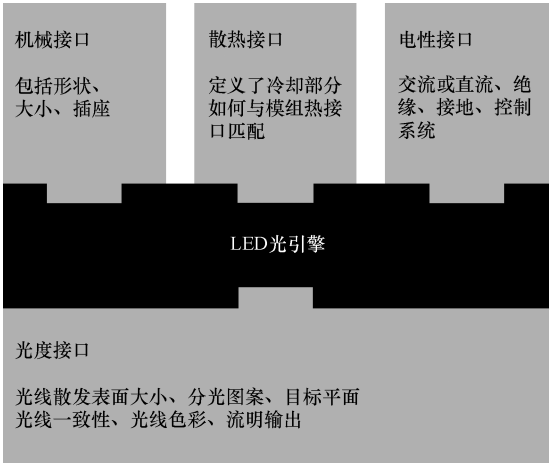 机械接口
包括形状、
大小、插座
散热接口
定义了冷却部分
如何与模组热接
口匹配
电性接口
交流或直流、绝
缘、接地、控制
系统
LED光引擎
光度接口
光线散发表面大小、分光图案、目标平面
光线一致性、光线色彩、流明输出